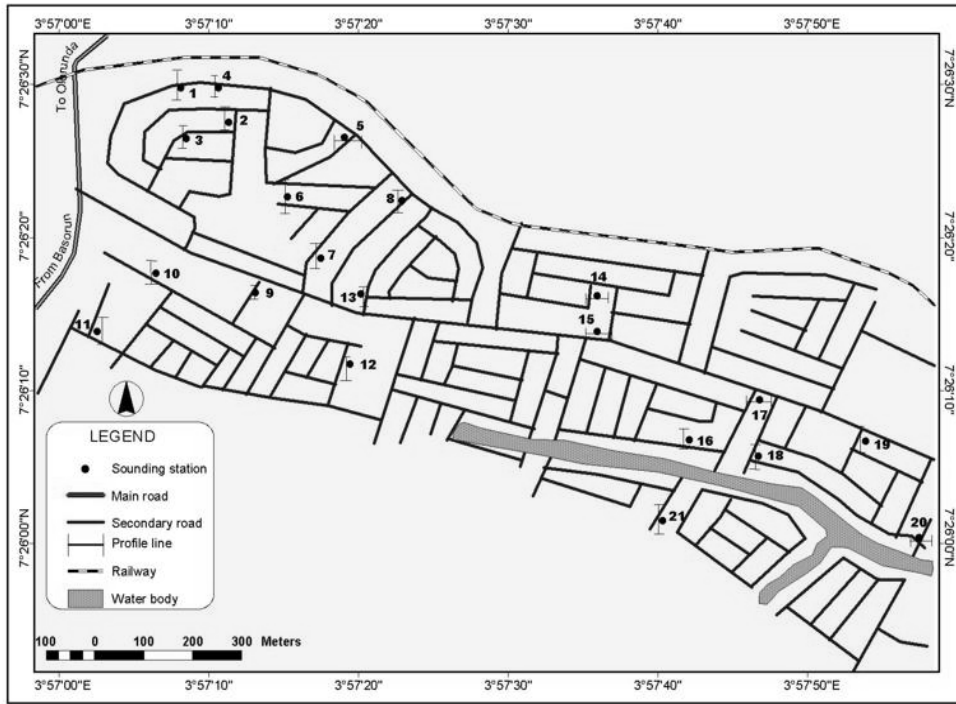 3°57'00"E 3°57'10"E 3°57'20"E 3°57'30"E 3°57'40"E 3°57'50"E
7°26'30"N 7°26'30"N
To Olorunda
4
1
2
5
3
6
8
7°26'20"N 7°26'20"N
From Basorun
7
10
14
9
13
15
11
12
7°26'10"N 7°26'10"N
17
16
19
18
20
21
7°26'00"N 7°26'00"N
LEGEND
Sounding station
Main road
Secondary road
Profile line
Railway
Water body
100 0 100 200 300 Meters
3°57'00"E 3°57'10"E 3°57'20"E 3°57'30"E 3°57'40"E 3°57'50"E